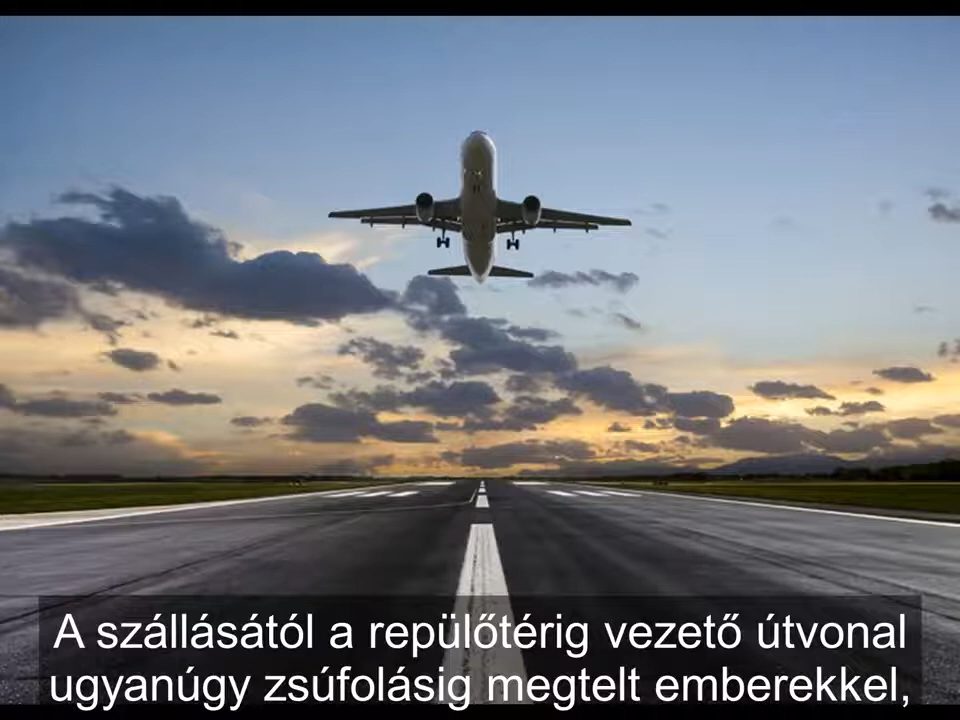 A szállásától a repülőtérig vezető útvonal
ugyanúgy zsúfolásig megtelt emberekkel,